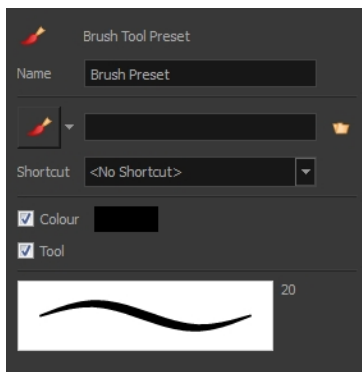 Brush Tool Preset
Name Brush Preset
Shortcut <No Shortcut>
Colour
Tool
20